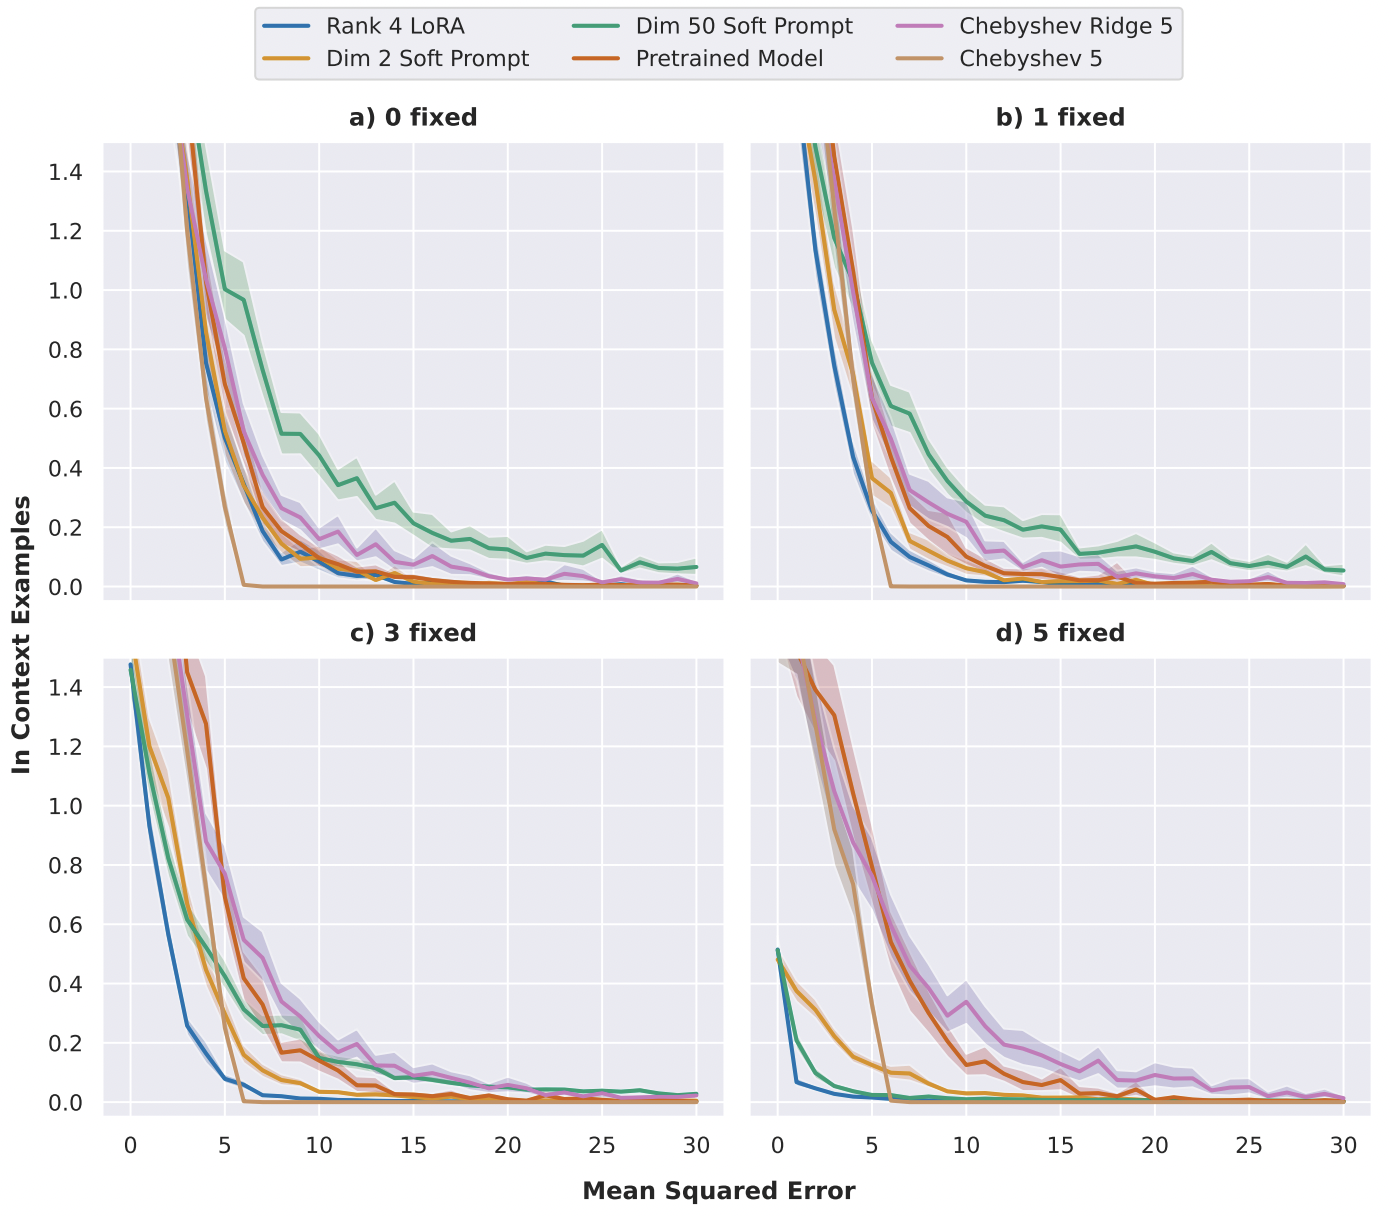 Rank 4 LoRA
Dim 2 Soft Prompt
Dim 50 Soft Prompt
Pretrained Model
Chebyshev Ridge 5
Chebyshev 5
a) 0 fixed
b) 1 fixed
1.4
1.2
1.0
0.8
0.6
0.4
0.2
0.0
c) 3 fixed
d) 5 fixed
1.4
1.2
1.0
0.8
0.6
0.4
0.2
0.0
0 5 10 15 20 25 30
0 5 10 15 20 25 30
In Context Examples
Mean Squared Error